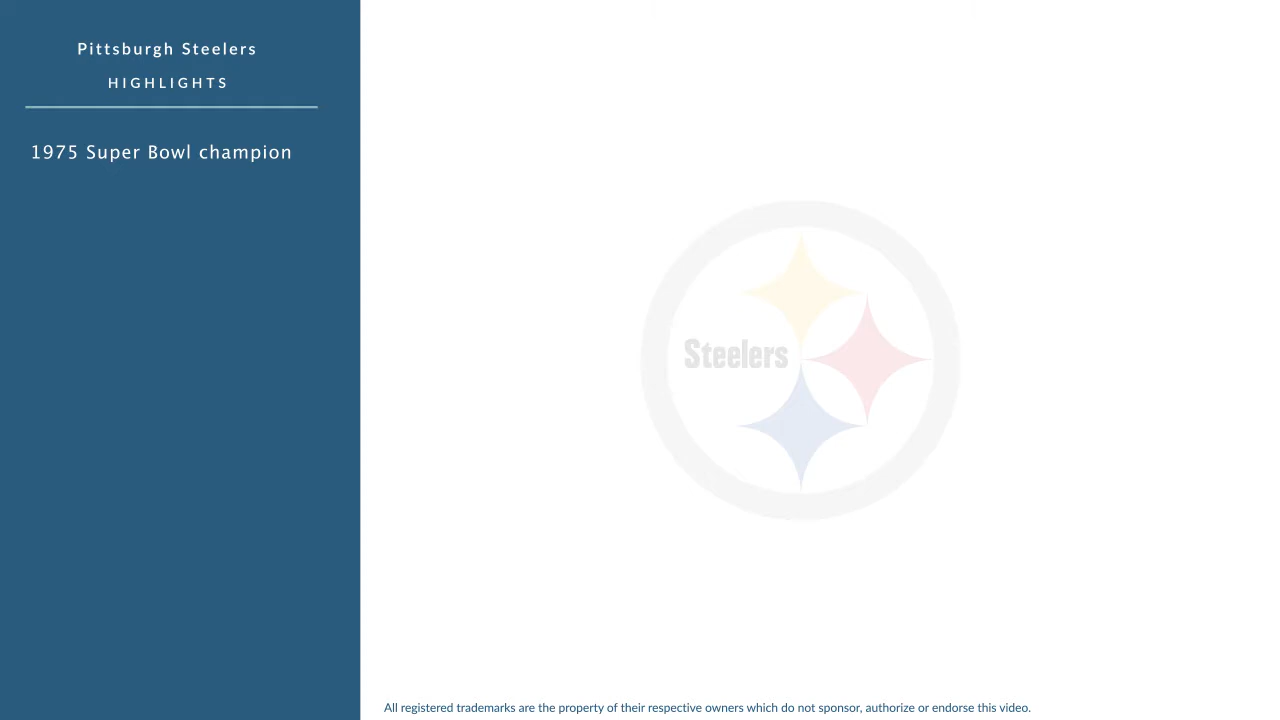 Pittsburgh Steelers
HIGHLIGHTS
1975 Super Bowl champion
Steelers
All registered trademarks are the property of their respective owners which do not sponsor, authorize or endorse this video.